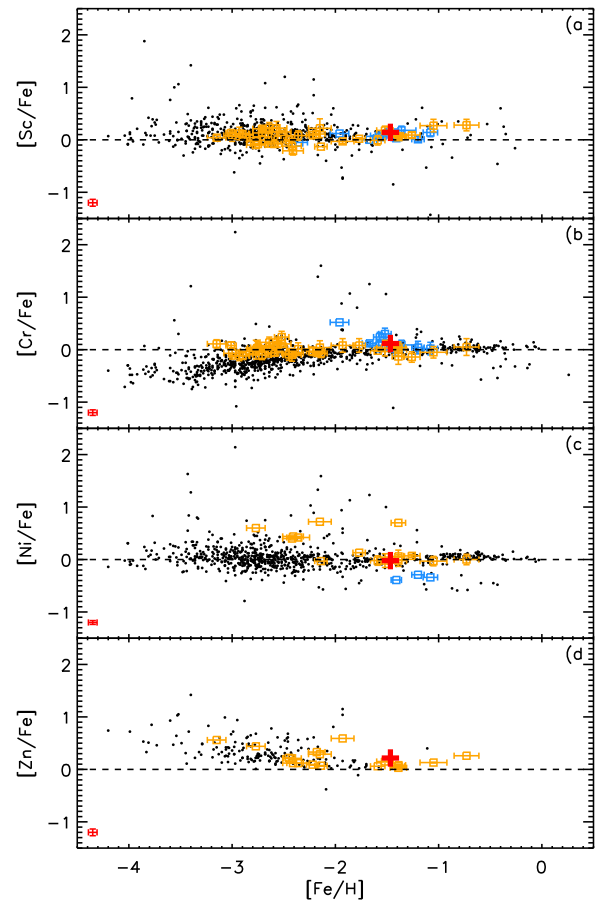 (a
2
1
0
−1
[Sc/Fe]
(b
2
1
0
−1
[Cr/Fe]
(c
2
1
0
−1
[Ni/Fe]
(d
2
1
0
−1
[Zn/Fe]
−4 −3 −2 −1 0
[Fe/H]